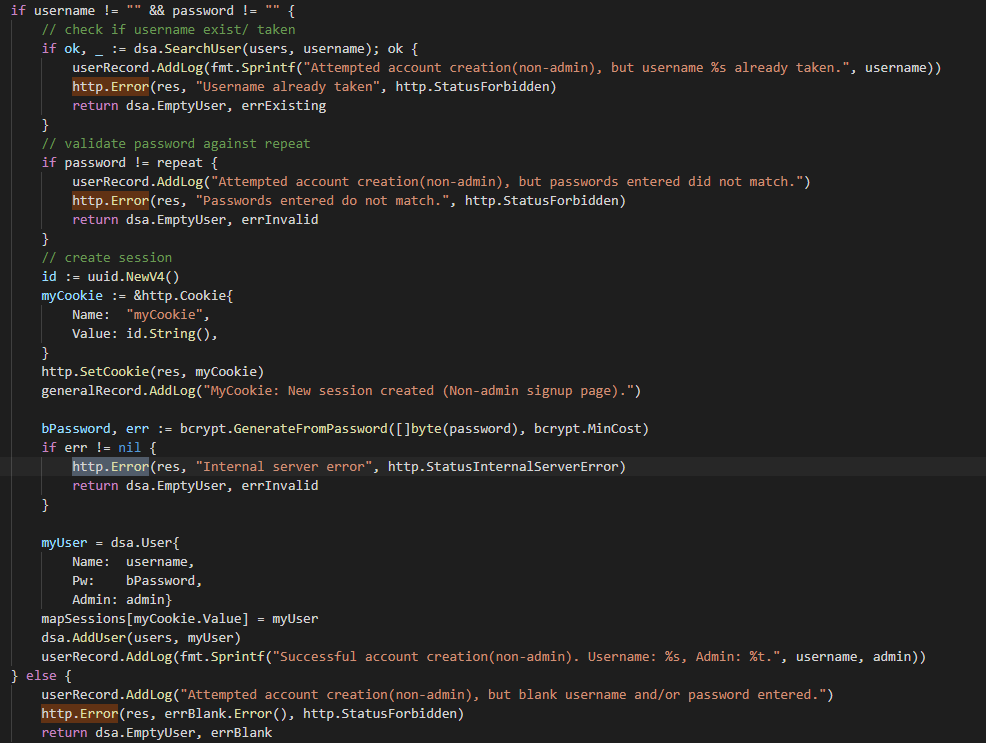 if username != "" && password != "" {
    // check if username exist/ taken
    if ok, _ := dsa.SearchUser(users, username); ok {
        userRecord.AddLog(fmt.Sprintf("Attempted account creation(non-admin), but username %s already taken.", username))
        http.Error(res, "Username already taken", http.StatusForbidden)
        return dsa.EmptyUser, errExisting
    }
    // validate password against repeat
    if password != repeat {
        userRecord.AddLog("Attempted account creation(non-admin), but passwords entered did not match.")
        http.Error(res, "Passwords entered do not match.", http.StatusForbidden)
        return dsa.EmptyUser, errInvalid
    }
    // create session
    id := uuid.NewV4()
    myCookie := &http.Cookie{
        Name:  "myCookie",
        Value: id.String(),
    }
    http.SetCookie(res, myCookie)
    generalRecord.AddLog("MyCookie: New session created (Non-admin signup page).")

    bPassword, err := bcrypt.GenerateFromPassword([]byte(password), bcrypt.MinCost)
    if err != nil {
        http.Error(res, "Internal server error", http.StatusInternalServerError)
        return dsa.EmptyUser, errInvalid
    }

    myUser = dsa.User{
        Name:  username,
        Pw:    bPassword,
        Admin: admin}
    mapSessions[myCookie.Value] = myUser
    dsa.AddUser(users, myUser)
    userRecord.AddLog(fmt.Sprintf("Successful account creation(non-admin). Username: %s, Admin: %t.", username, admin))
} else {
    userRecord.AddLog("Attempted account creation(non-admin), but blank username and/or password entered.")
    http.Error(res, errBlank.Error(), http.StatusForbidden)
    return dsa.EmptyUser, errBlank